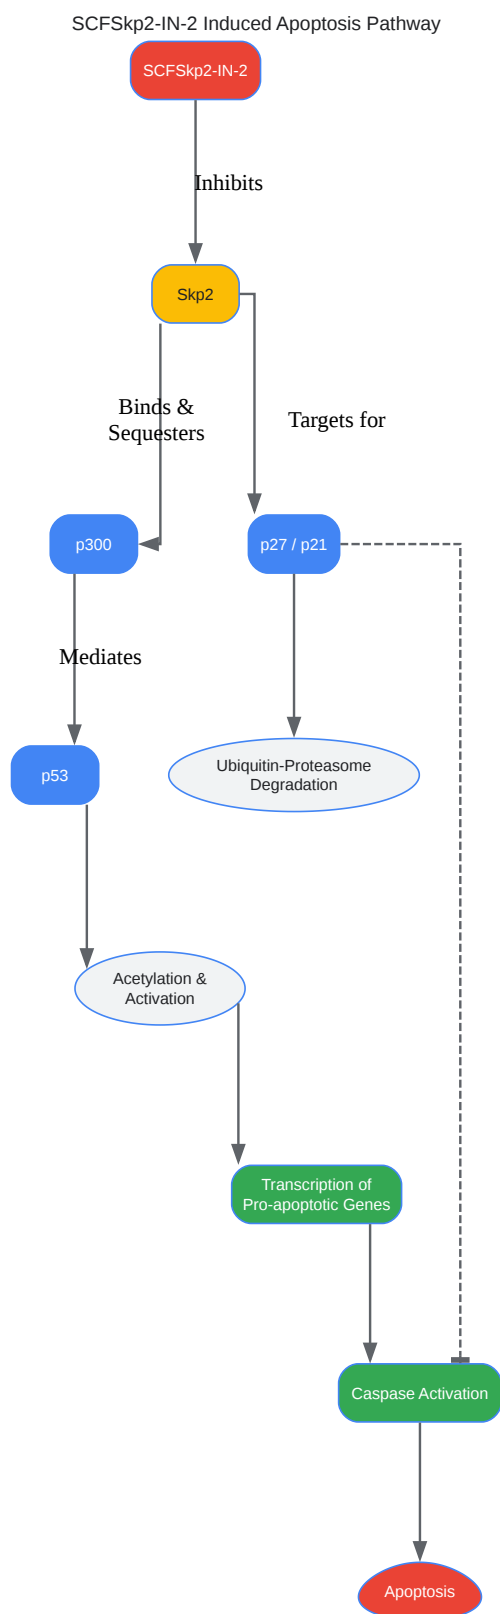 SCFSkp2-IN-2 Induced Apoptosis Pathway
SCFSkp2-IN-2
Inhibits
Skp2
Binds &
Sequesters
Targets for
p300
p27 / p21
Mediates
p53
Ubiquitin-Proteasome
Degradation
Acetylation &
Activation
Transcription of
Pro-apoptotic Genes
Caspase Activation
Apoptosis